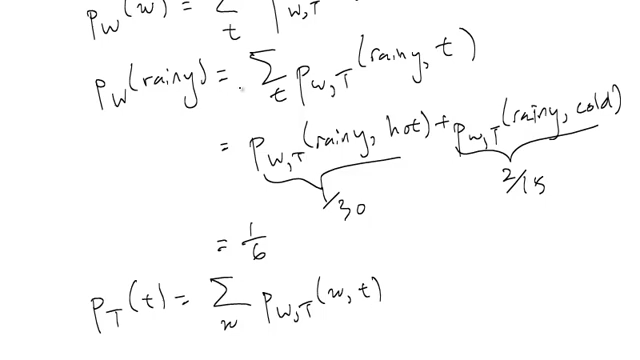 p_W(w) = Σ_t p_{W,T}
p_W(rainy) = Σ_t p_{W,T}(rainy, t)
= p_{W,T}(rainy, hot) + p_{W,T}(rainy, cold)
1/30 2/15
= 1/6
p_T(t) = Σ_w p_{W,T}(w, t)